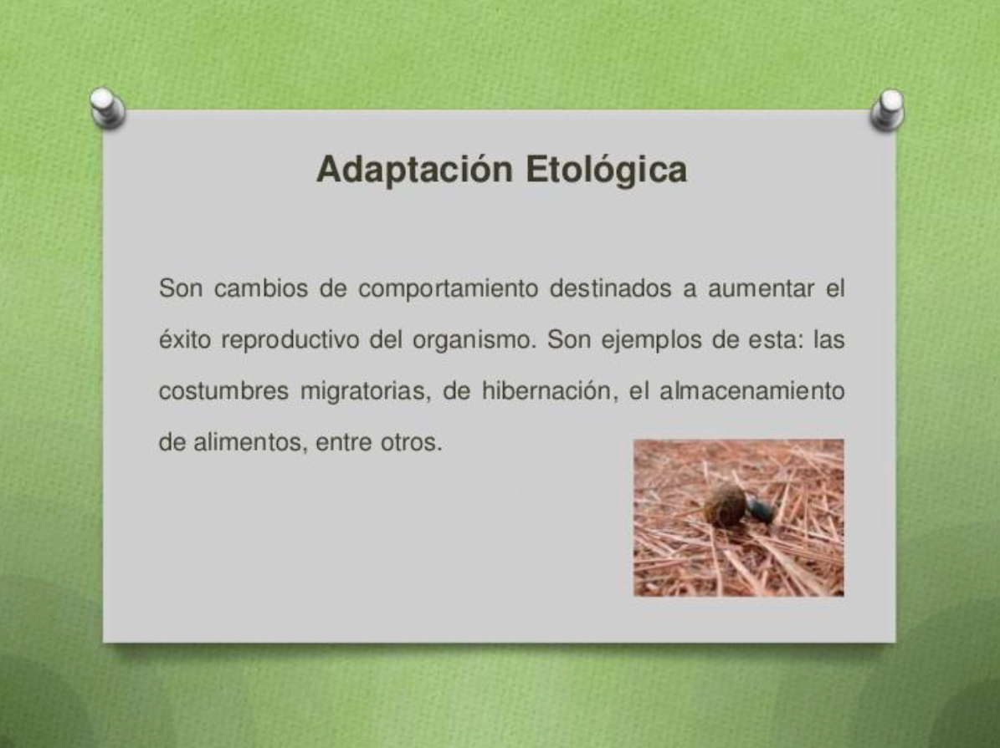 Adaptación Etológica
Son cambios de comportamiento destinados a aumentar el
éxito reproductivo del organismo. Son ejemplos de esta: las
costumbres migratorias, de hibernación, el almacenamiento
de alimentos, entre otros.